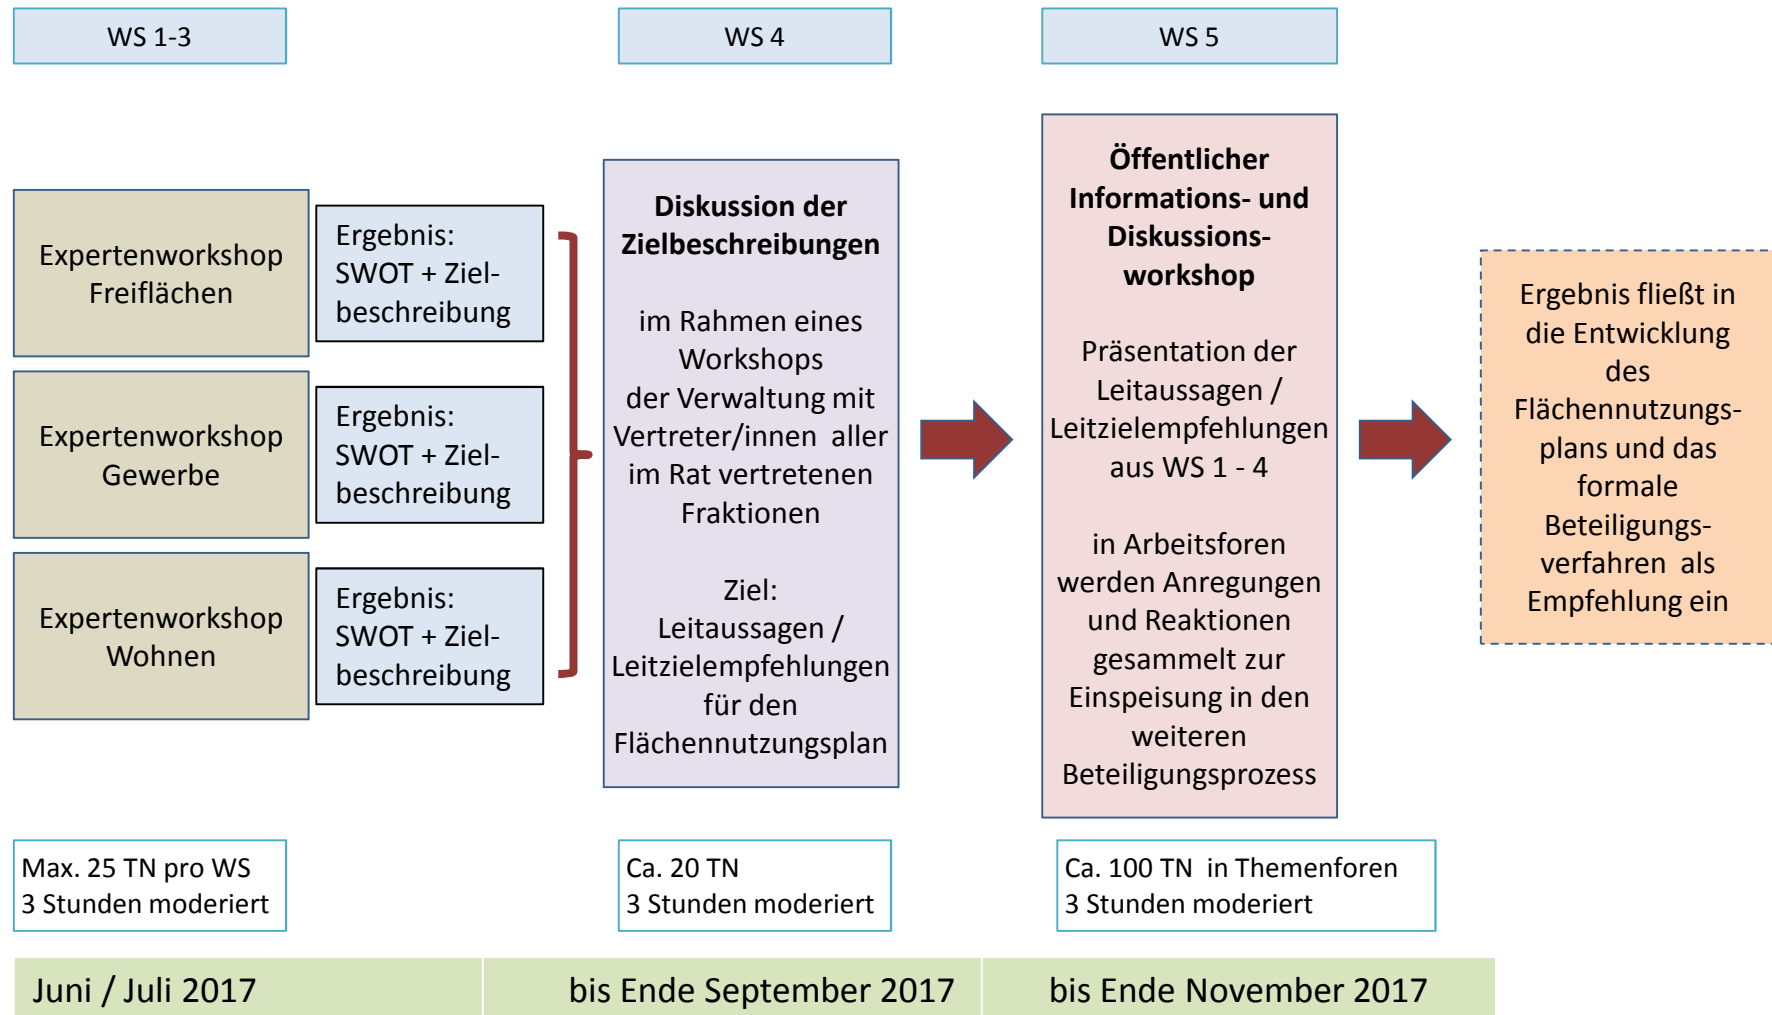 WS 1-3
WS 4
WS 5
Expertenworkshop
Freiflächen
Ergebnis:
SWOT + Ziel-
beschreibung
Expertenworkshop
Gewerbe
Ergebnis:
SWOT + Ziel-
beschreibung
Expertenworkshop
Wohnen
Ergebnis:
SWOT + Ziel-
beschreibung
Diskussion der
Zielbeschreibungen
im Rahmen eines
Workshops
der Verwaltung mit
Vertreter/innen aller
im Rat vertretenen
Fraktionen
Ziel:
Leitaussagen /
Leitzielempfehlungen
für den
Flächennutzungsplan
Öffentlicher
Informations- und
Diskussions-
workshop
Präsentation der
Leitaussagen /
Leitzielempfehlungen
aus WS 1 - 4
in Arbeitsforen
werden Anregungen
und Reaktionen
gesammelt zur
Einspeisung in den
weiteren
Beteiligungsprozess
Ergebnis fließt in
die Entwicklung
des
Flächennutzungs-
plans und das
formale
Beteiligungs-
verfahren als
Empfehlung ein
Max. 25 TN pro WS
3 Stunden moderiert
Ca. 20 TN
3 Stunden moderiert
Ca. 100 TN in Themenforen
3 Stunden moderiert
Juni / Juli 2017
bis Ende September 2017
bis Ende November 2017